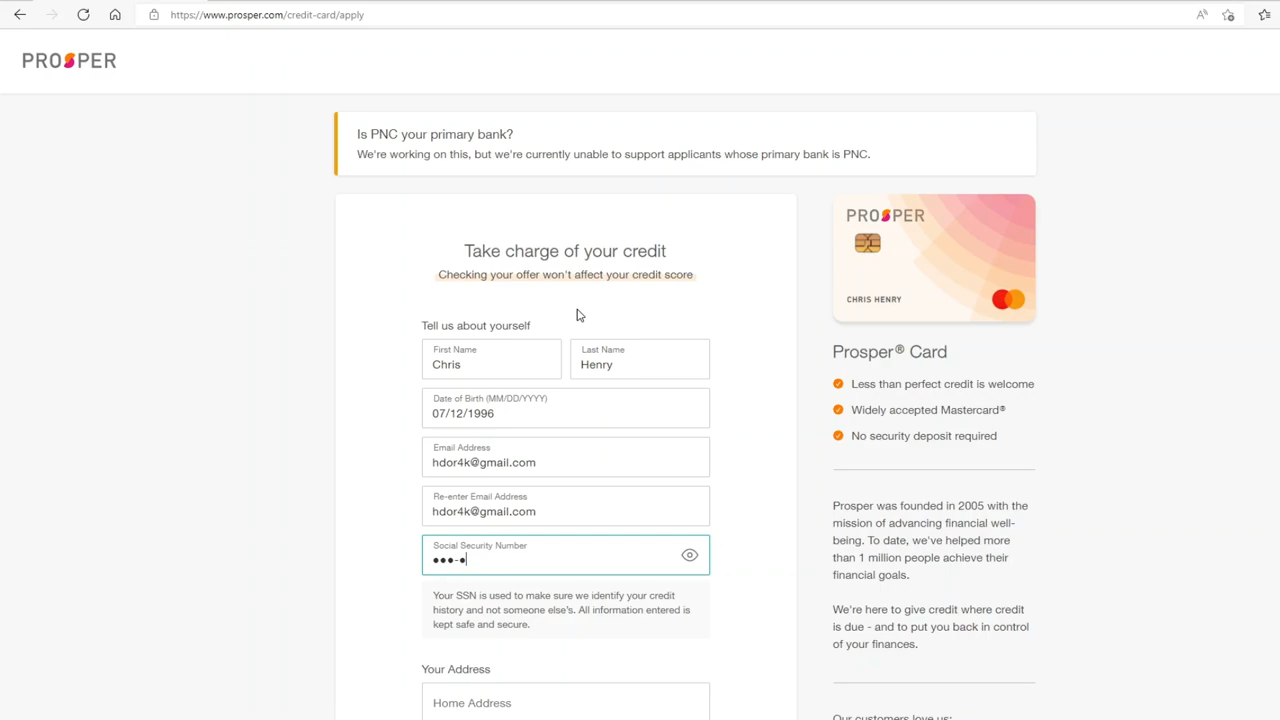 https://www.prosper.com/credit-card/apply
PROSPER
Is PNC your primary bank?
We're working on this, but we're currently unable to support applicants whose primary bank is PNC.
Take charge of your credit
Checking your offer won't affect your credit score
Tell us about yourself
First Name
Chris
Last Name
Henry
Date of Birth (MM/DD/YYYY)
07/12/1996
Email Address
hdor4k@gmail.com
Re-enter Email Address
hdor4k@gmail.com
Social Security Number
•••-•
Your SSN is used to make sure we identify your credit
history and not someone else's. All information entered is
kept safe and secure.
Your Address
Home Address
PROSPER
CHRIS HENRY
Prosper® Card
Less than perfect credit is welcome
Widely accepted Mastercard®
No security deposit required
Prosper was founded in 2005 with the
mission of advancing financial well-
being. To date, we've helped more
than 1 million people achieve their
financial goals.
We're here to give credit where credit
is due - and to put you back in control
of your finances.
Our customers love us: